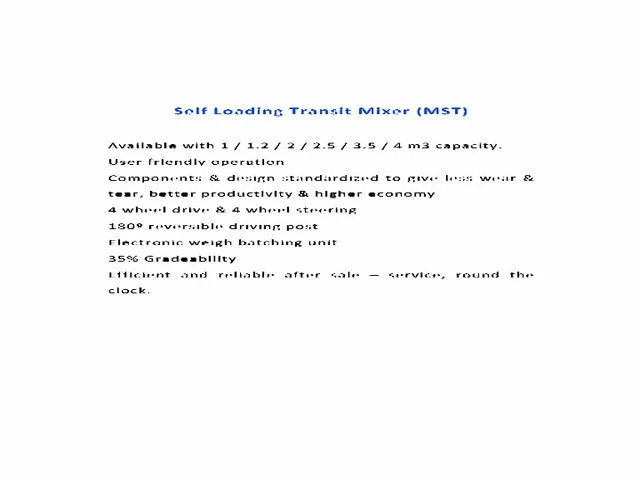 Self Loading Transit Mixer (MST)
Available with 1 / 1.2 / 2 / 2.5 / 3.5 / 4 m3 capacity.
User friendly operation
Components & design standardized to give less wear &
tear, better productivity & higher economy
4 wheel drive & 4 wheel steering
180º reversible driving post
Electronic weigh batching unit
35% Gradeability
Efficient and reliable after sale – service, round the
clock.